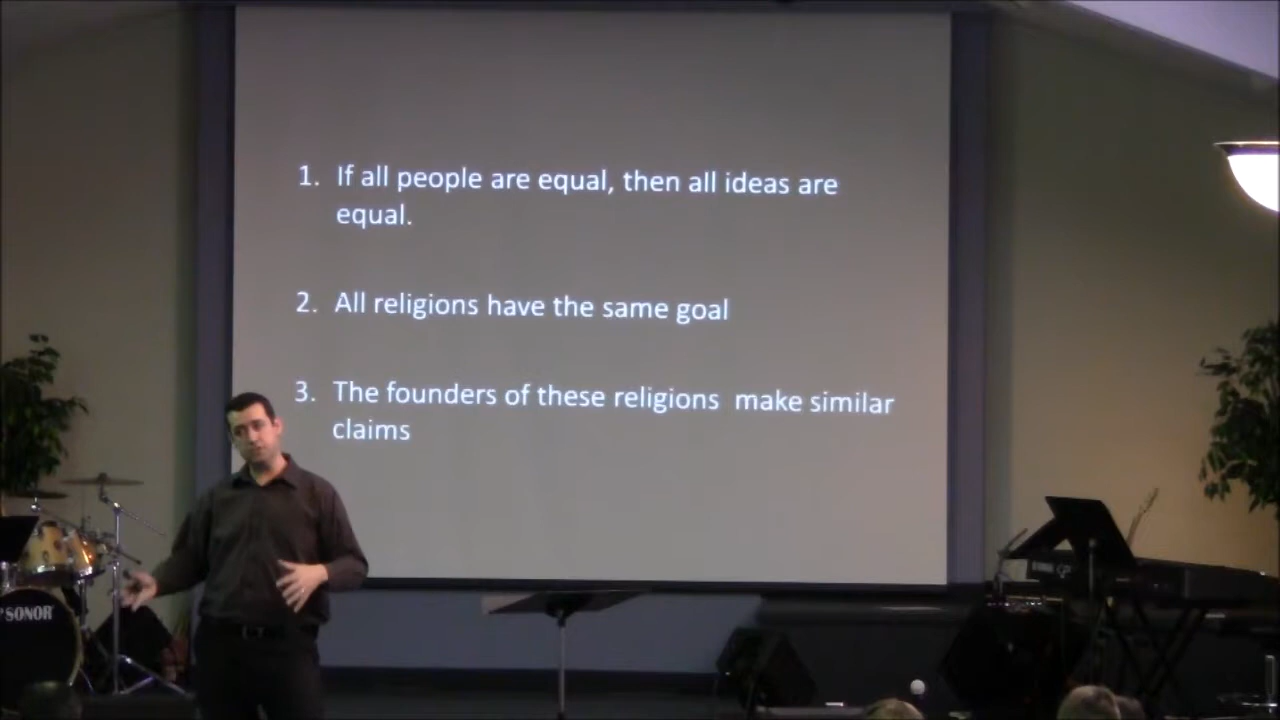 1. If all people are equal, then all ideas are
equal.
2. All religions have the same goal
3. The founders of these religions  make similar
claims
SONOR